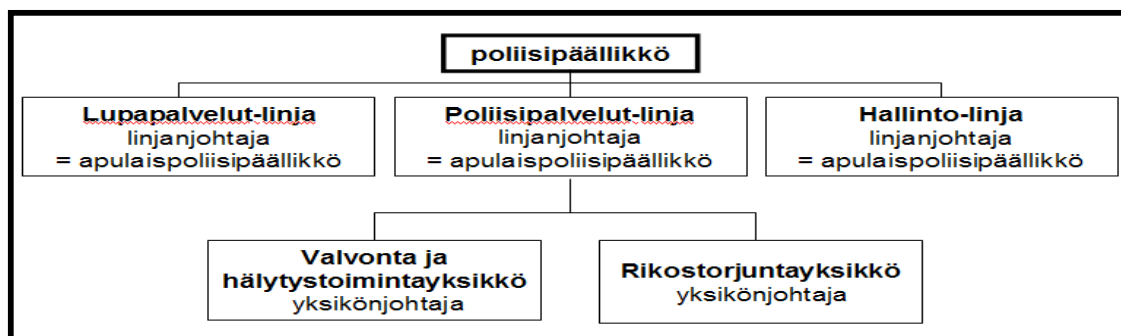 poliisipäällikkö
Lupapalvelut-linja
linjanjohtaja
= apulaispoliisipäällikkö
Poliisipalvelut-linja
linjanjohtaja
= apulaispoliisipäällikkö
Hallinto-linja
linjanjohtaja
= apulaispoliisipäällikkö
Valvonta ja
hälytystoimintayksikkö
yksikönjohtaja
Rikostorjuntayksikkö
yksikönjohtaja